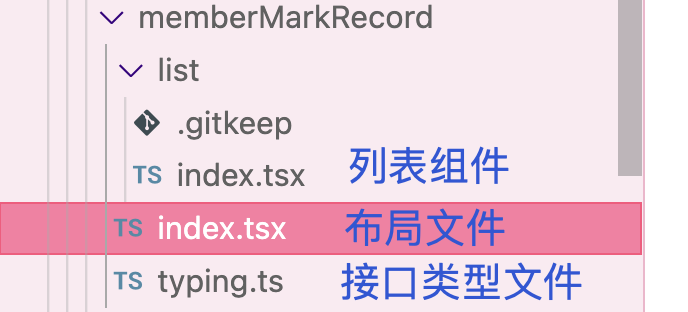 memberMarkRecord
list
.gitkeep
TS index.tsx 列表组件
TS index.tsx 布局文件
TS typing.ts 接口类型文件